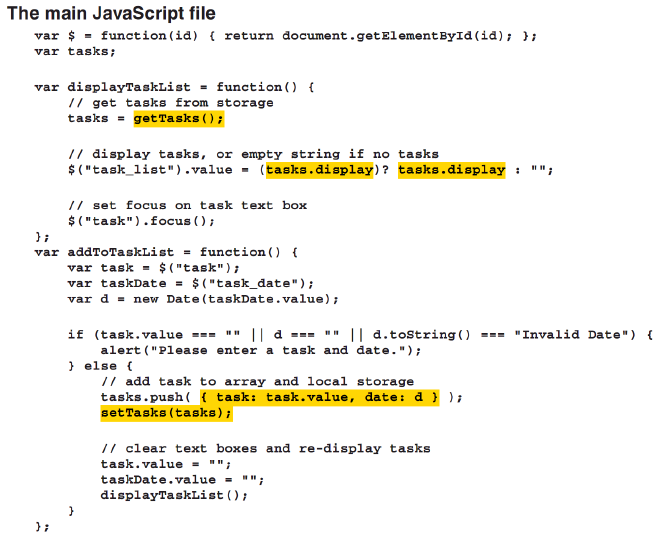 The main JavaScript file
var $ = function(id) { return document.getElementById(id); };
var tasks;

var displayTaskList = function() {
    // get tasks from storage
    tasks = getTasks();

    // display tasks, or empty string if no tasks
    $("task_list").value = (tasks.display)? tasks.display : "";

    // set focus on task text box
    $("task").focus();
};
var addToTaskList = function() {
    var task = $("task");
    var taskDate = $("task_date");
    var d = new Date(taskDate.value);

    if (task.value === "" || d === "" || d.toString() === "Invalid Date") {
        alert("Please enter a task and date.");
    } else {
        // add task to array and local storage
        tasks.push( { task: task.value, date: d } );
        setTasks(tasks);

        // clear text boxes and re-display tasks
        task.value = "";
        taskDate.value = "";
        displayTaskList();
    }
};